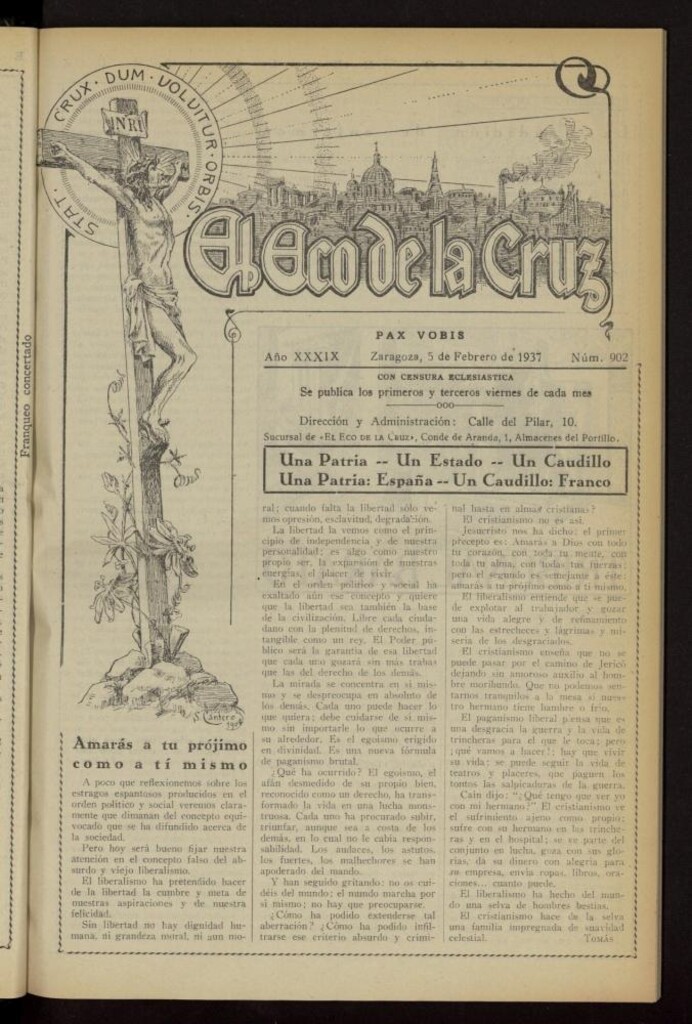 STAT · CRUX · DUM · VOLVITUR · ORBIS
INRI
El Eco de la Cruz
Franqueo concertado
PAX VOBIS
Año XXXIX Zaragoza, 5 de Febrero de 1937 Núm. 902
CON CENSURA ECLESIASTICA
Se publica los primeros y terceros viernes de cada mes
Dirección y Administración: Calle del Pilar, 10.
Sucursal de «EL ECO DE LA CRUZ», Conde de Aranda, 1, Almacenes del Portillo.
Una Patria -- Un Estado -- Un Caudillo
Una Patria: España -- Un Caudillo: Franco
Amarás a tu prójimo
como a tí mismo
A poco que reflexionemos sobre los
estragos espantosos producidos en el
orden político y social veremos clara-
mente que dimanan del concepto equi-
vocado que se ha difundido acerca de
la sociedad.
Pero hoy será bueno fijar nuestra
atención en el concepto falso del ab-
surdo y viejo liberalismo.
El liberalismo ha pretendido hacer
de la libertad la cumbre y meta de
nuestras aspiraciones y de nuestra
felicidad.
Sin libertad no hay dignidad hu-
mana, ni grandeza moral, ni aun mo-
ral; cuando falta la libertad sólo ve-
mos opresión, esclavitud, degradación.
La libertad la vemos como el prin-
cipio de independencia y de nuestra
personalidad; es algo como nuestro
propio ser, la expansión de nuestras
energías, el placer de vivir.
En el orden político y social ha
exaltado aún ese concepto y quiere
que la libertad sea también la base
de la civilización. Libre cada ciuda-
dano con la plenitud de derechos, in-
tangible como un rey. El Poder pú-
blico será la garantía de esa libertad
que cada uno gozará sin más trabas
que las del derecho de los demás.
La mirada se concentra en sí mis-
mo y se despreocupa en absoluto de
los demás. Cada uno puede hacer lo
que quiera; debe cuidarse de sí mis-
mo sin importarle lo que ocurre a
su alrededor. Es el egoísmo erigido
en divinidad. Es una nueva fórmula
de paganismo brutal.
¿Qué ha ocurrido? El egoísmo, el
afán desmedido de su propio bien,
reconocido como un derecho, ha trans-
formado la vida en una lucha mons-
truosa. Cada uno ha procurado subir,
triunfar, aunque sea a costa de los
demás, en lo cual no le cabía respon-
sabilidad. Los audaces, los astutos,
los fuertes, los malhechores se han
apoderado del mando.
Y han seguido gritando: no os cui-
déis del mundo; el mundo marcha por
sí mismo; no hay que preocuparse.
¿Cómo ha podido extenderse tal
aberración? ¿Cómo ha podido infil-
trarse ese criterio absurdo y crimi-
nal hasta en almas cristianas?
El cristianismo no es así.
Jesucristo nos ha dicho: el primer
precepto es: Amarás a Dios con todo
tu corazón, con toda tu mente, con
toda tu alma, con todas tus fuerzas;
pero el segundo es semejante a éste:
amarás a tu prójimo como a ti mismo.
El liberalismo entiende que se pue-
de explotar al trabajador y gozar
una vida alegre y de refinamiento
con las estrecheces y lágrimas y mi-
seria de los desgraciados.
El cristianismo enseña que no se
puede pasar por el camino de Jericó
dejando sin amoroso auxilio al hom-
bre moribundo. Que no podemos sen-
tarnos tranquilos a la mesa si nuestro
hermano tiene hambre o frío.
El paganismo liberal piensa que es
una desgracia la guerra y la vida de
trincheras para el que le toca; pero
¡qué vamos a hacer!; hay que vivir
su vida; se puede seguir la vida de
teatros y placeres, que paguen los
tontos las salpicaduras de la guerra.
Caín dijo: "¿Qué tengo que ver yo
con mi hermano?". El cristianismo ve
el sufrimiento ajeno como propio;
sufre con su hermano en las trinche-
ras y en el hospital; se ve parte del
conjunto en lucha, goza con sus glo-
rias, da su dinero con alegría para
su empresa, envía ropas, libros, ora-
ciones... cuanto puede.
El liberalismo ha hecho del mun-
do una selva de hombres bestias.
El cristianismo hace de la selva
una familia impregnada de suavidad
celestial. TOMÁS